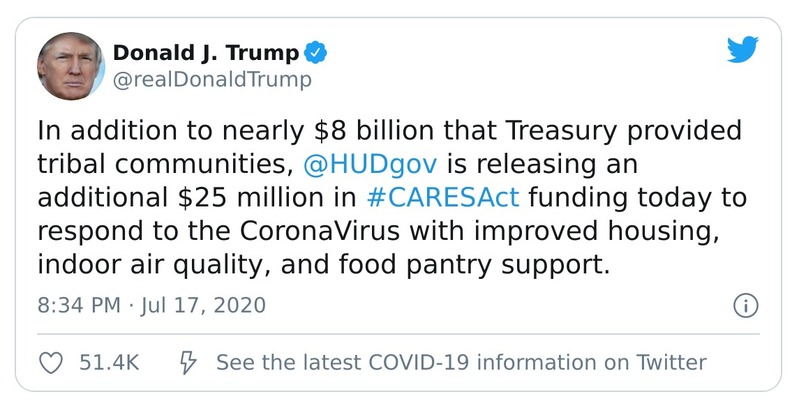 Donald J. Trump
@realDonaldTrump
In addition to nearly $8 billion that Treasury provided
tribal communities, @HUDgov is releasing an
additional $25 million in #CARESAct funding today to
respond to the CoronaVirus with improved housing,
indoor air quality, and food pantry support.
8:34 PM · Jul 17, 2020
51.4K See the latest COVID-19 information on Twitter